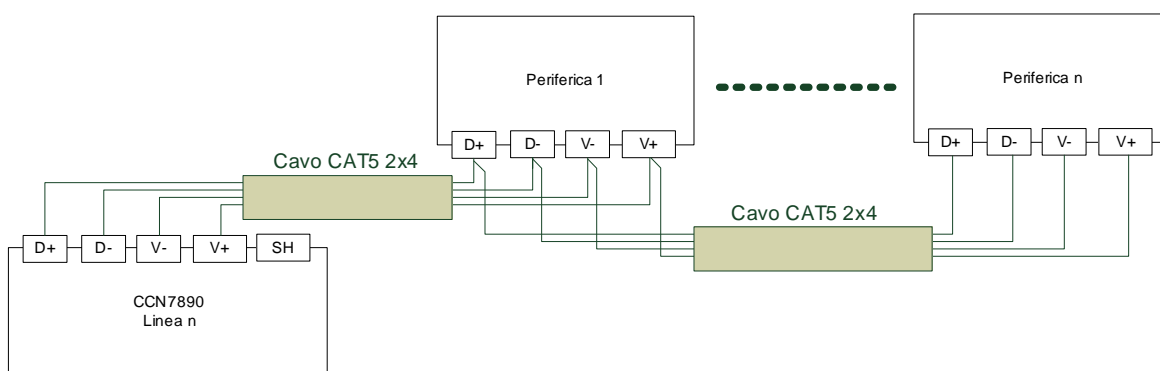 Periferica 1
Periferica n
D+ D- V- V+
D+ D- V- V+
Cavo CAT5 2x4
Cavo CAT5 2x4
D+ D- V- V+ SH
CCN7890
Linea n